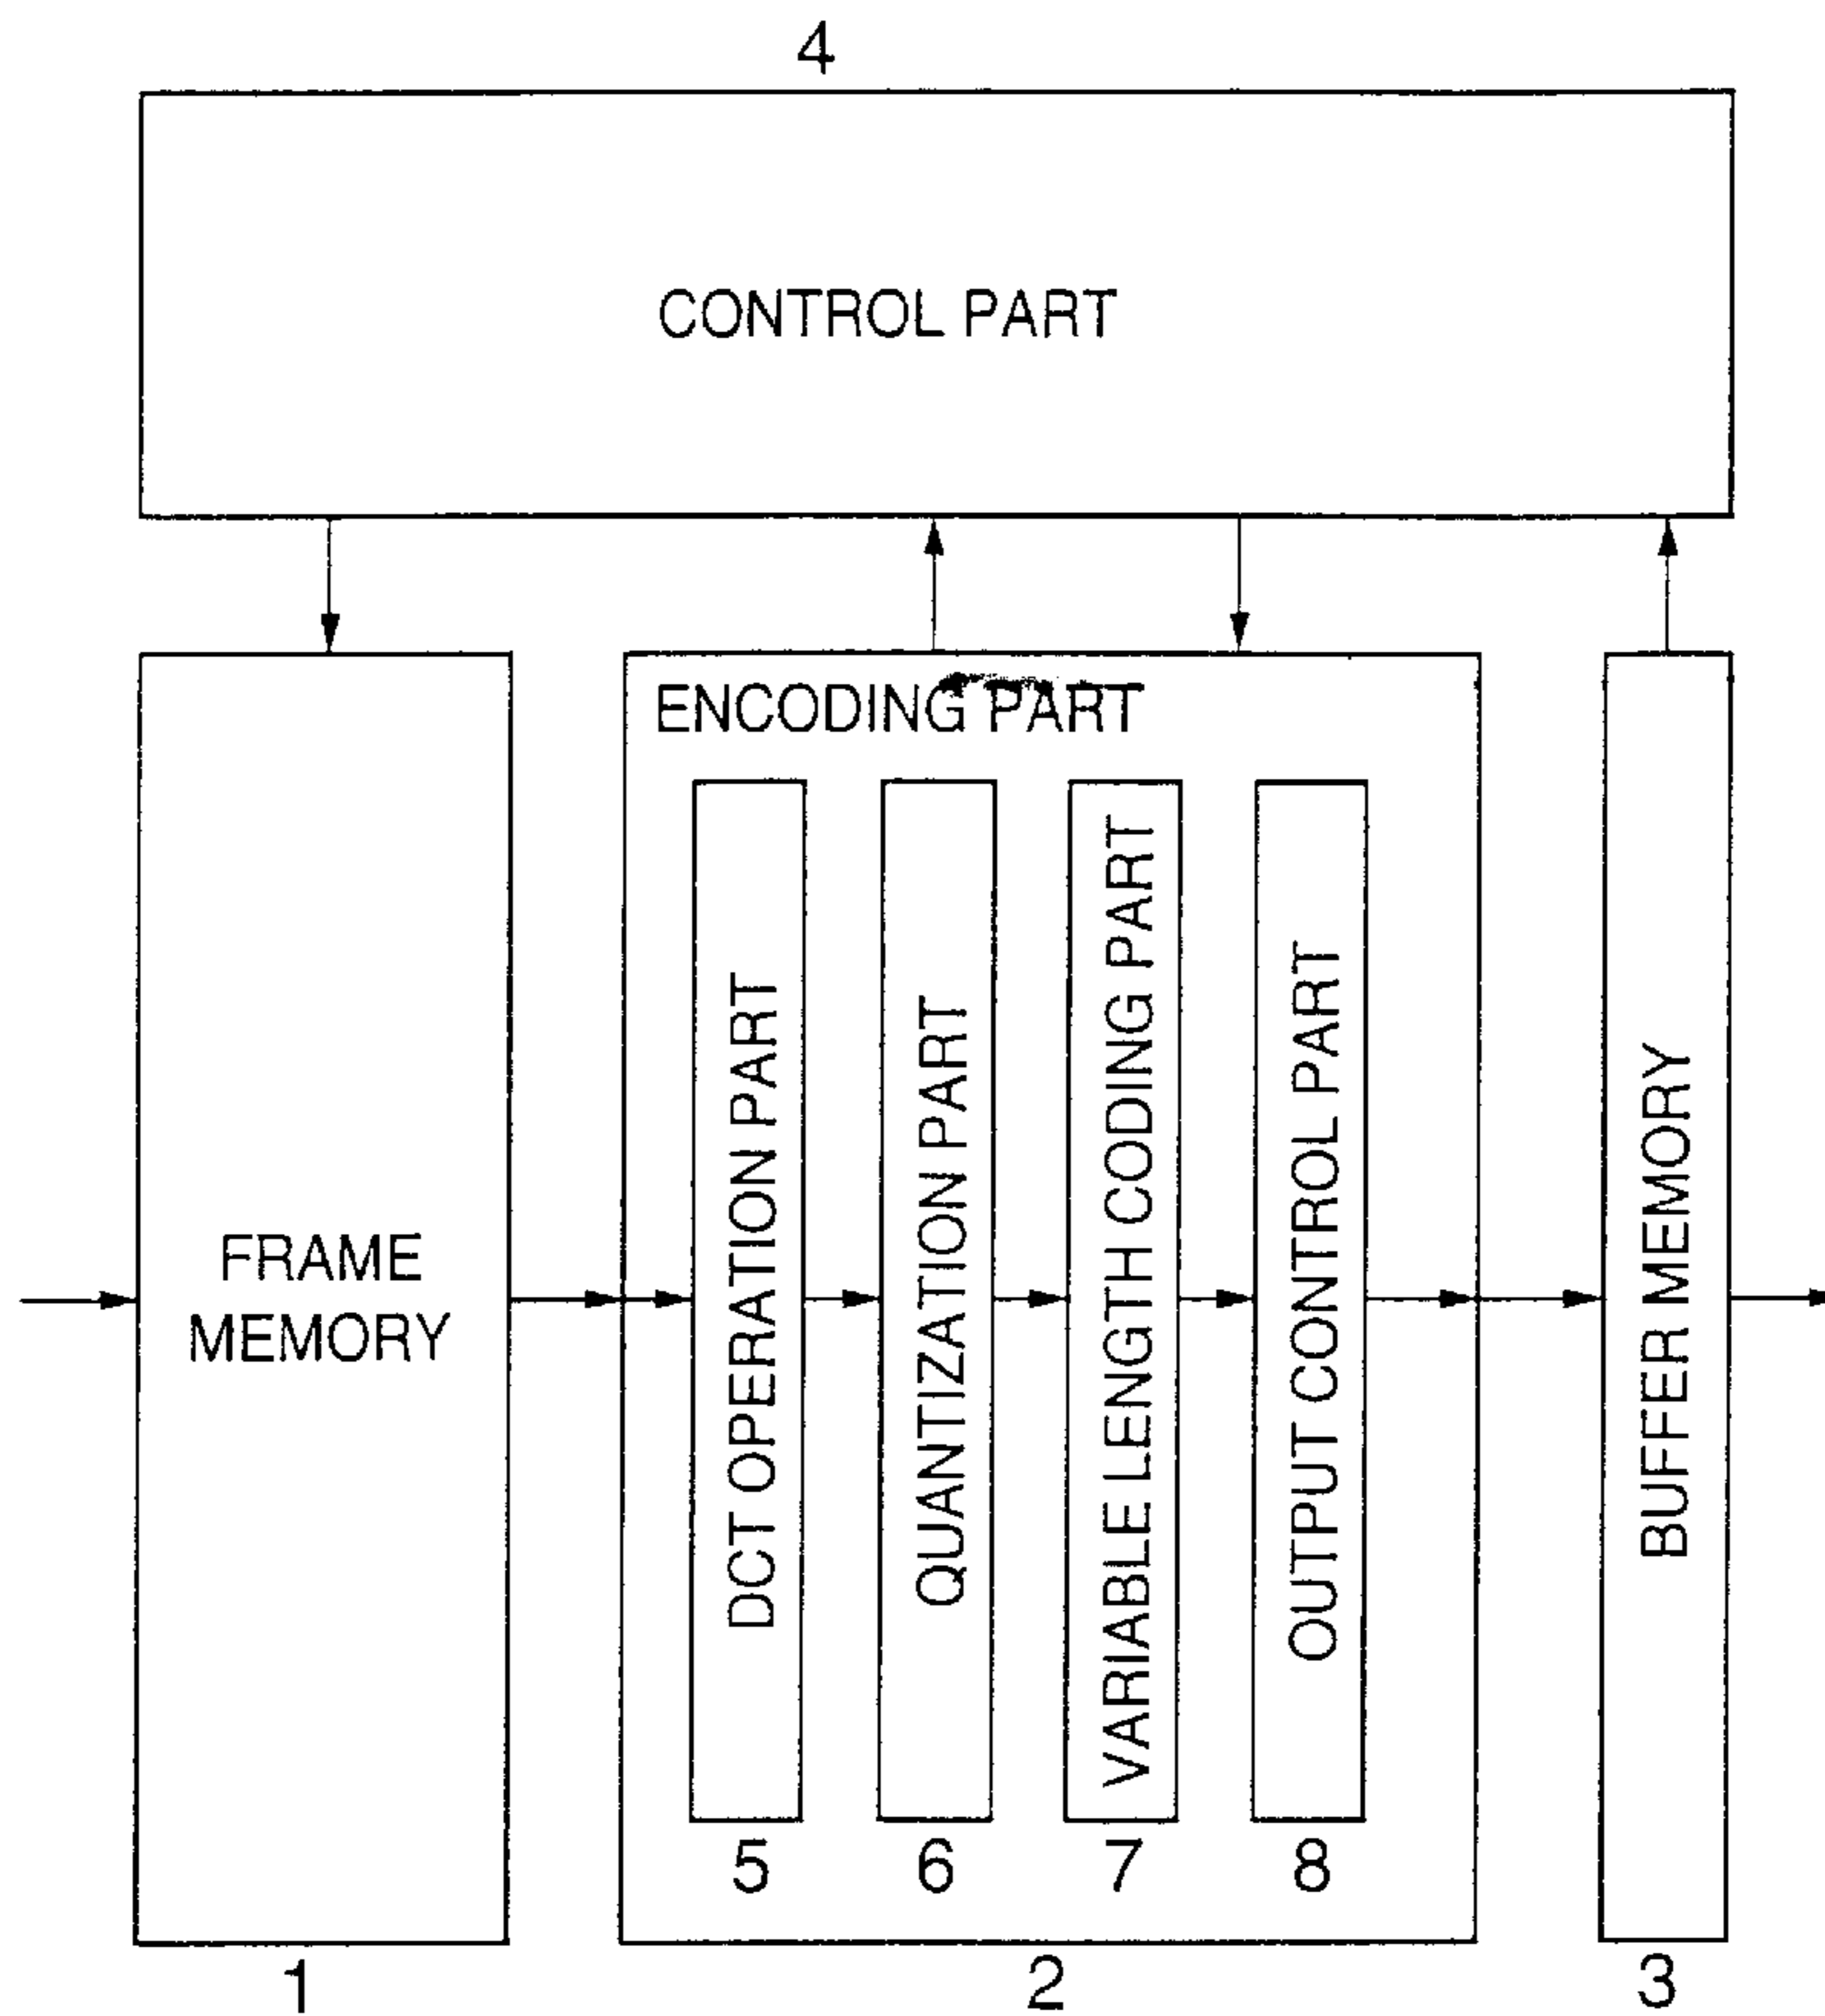 4
CONTROL PART
ENCODING PART
FRAME
MEMORY
DCT OPERATION PART
QUANTIZATION PART
VARIABLE LENGTH CODING PART
OUTPUT CONTROL PART
BUFFER MEMORY
5
6
7
8
1
2
3